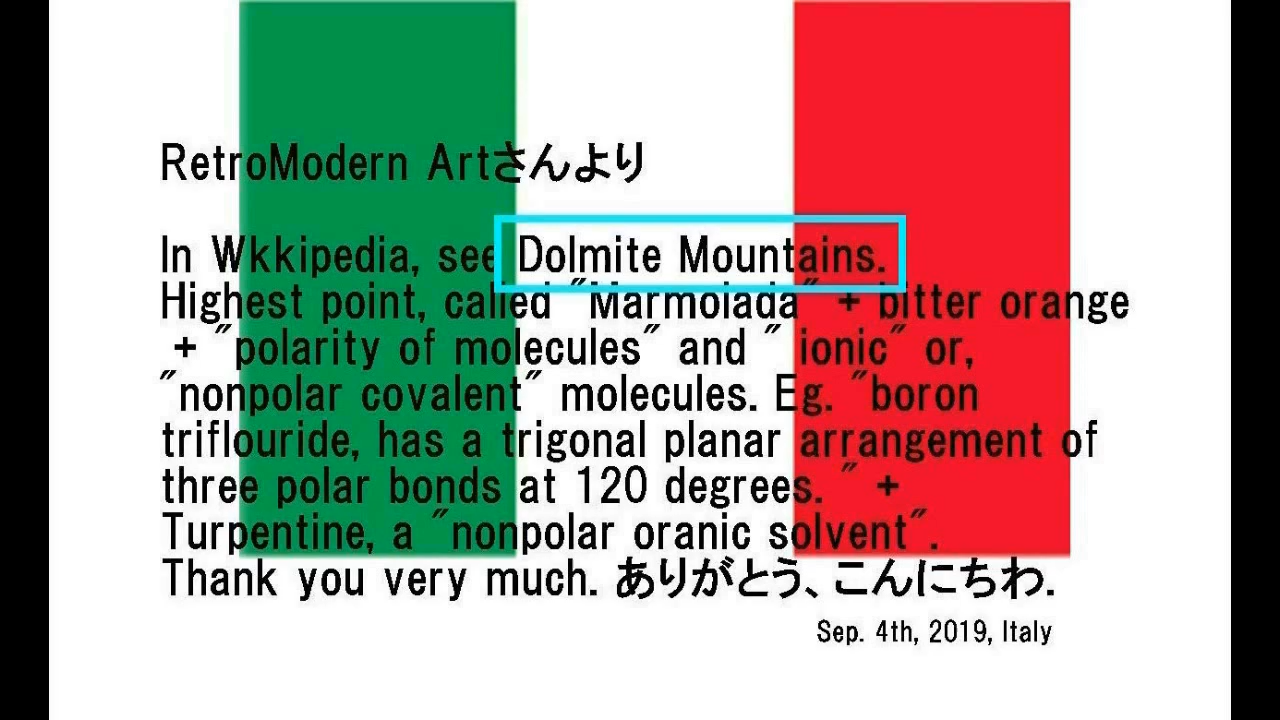 RetroModern Artさんより
In Wkkipedia, see Dolmite Mountains.
Highest point, called "Marmolada" + bitter orange
+ "polarity of molecules" and " ionic" or,
"nonpolar covalent" molecules. Eg. "boron
triflouride, has a trigonal planar arrangement of
three polar bonds at 120 degrees. " +
Turpentine, a "nonpolar oranic solvent".
Thank you very much. ありがとう、こんにちわ.
Sep. 4th, 2019, Italy